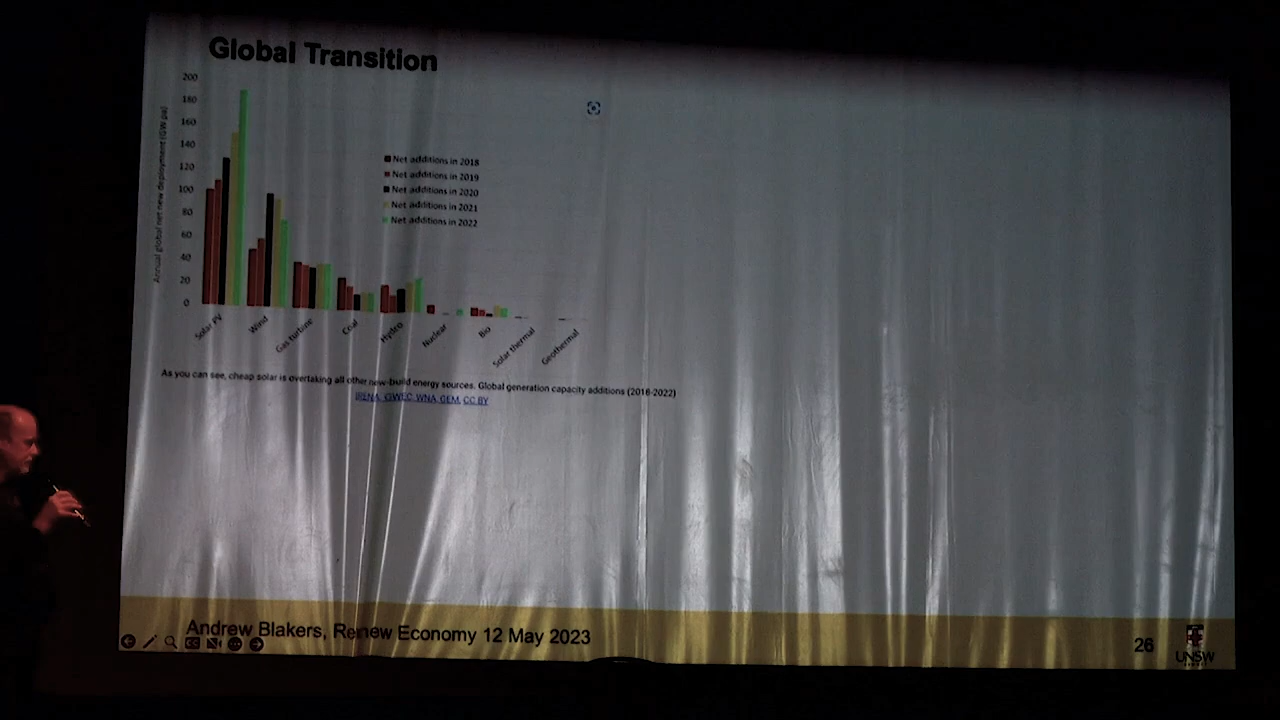 Global Transition
Annual global net new deployment (GW pa)
200
180
160
140
120
100
80
60
40
20
0
Net additions in 2018
Net additions in 2019
Net additions in 2020
Net additions in 2021
Net additions in 2022
Solar PV
Wind
Gas turbine
Coal
Hydro
Nuclear
Bio
Solar thermal
Geothermal
As you can see, cheap solar is overtaking all other new-build energy sources. Global generation capacity additions (2018-2022)
IRENA, GWEC, WNA, GEM, CC BY
Andrew Blakers, Renew Economy 12 May 2023
26
UNSW